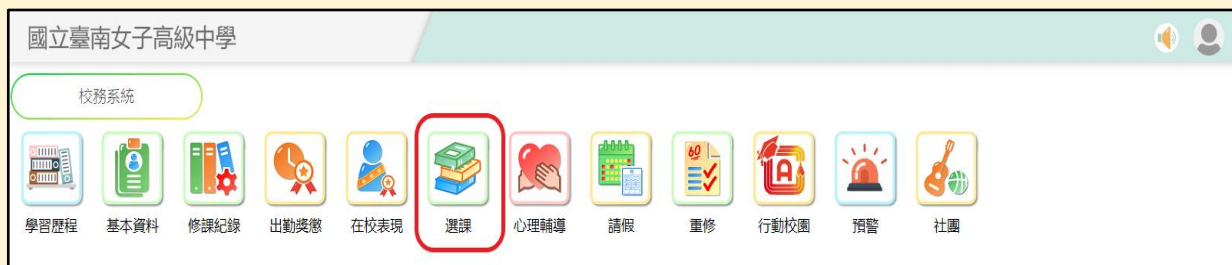 國立臺南女子高級中學
校務系統
學習歷程 基本資料 修課紀錄 出勤獎懲 在校表現 選課 心理輔導 請假 重修 行動校園 預警 社團
60
A